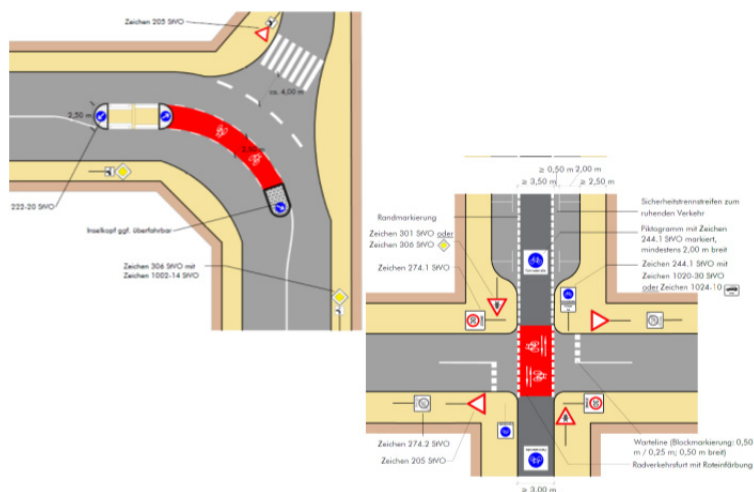 Zeichen 205 StVO
ca. 4,00 m
2,50 m
222-20 StVO
Inselkopf ggf. überfahrbar
Zeichen 306 StVO mit
Zeichen 1002-14 StVO
≥ 0,50 m
2,00 m
≥ 3,50 m
≥ 2,50 m
Randmarkierung
Zeichen 301 StVO oder
Zeichen 306 StVO
Zeichen 274.1 StVO
Sicherheitstrennstreifen zum
ruhenden Verkehr
Piktogramm mit Zeichen
244.1 StVO markiert,
mindestens 2,00 m breit
Zeichen 244.1 StVO mit
Zeichen 1020-30 StVO
oder Zeichen 1024-10
Zeichen 274.2 StVO
Zeichen 205 StVO
Warteline (Blockmarkierung: 0,50
m / 0,25 m; 0,50 m breit)
Radverkehrsfurt mit Roteinfärbung
≥ 3,00 m